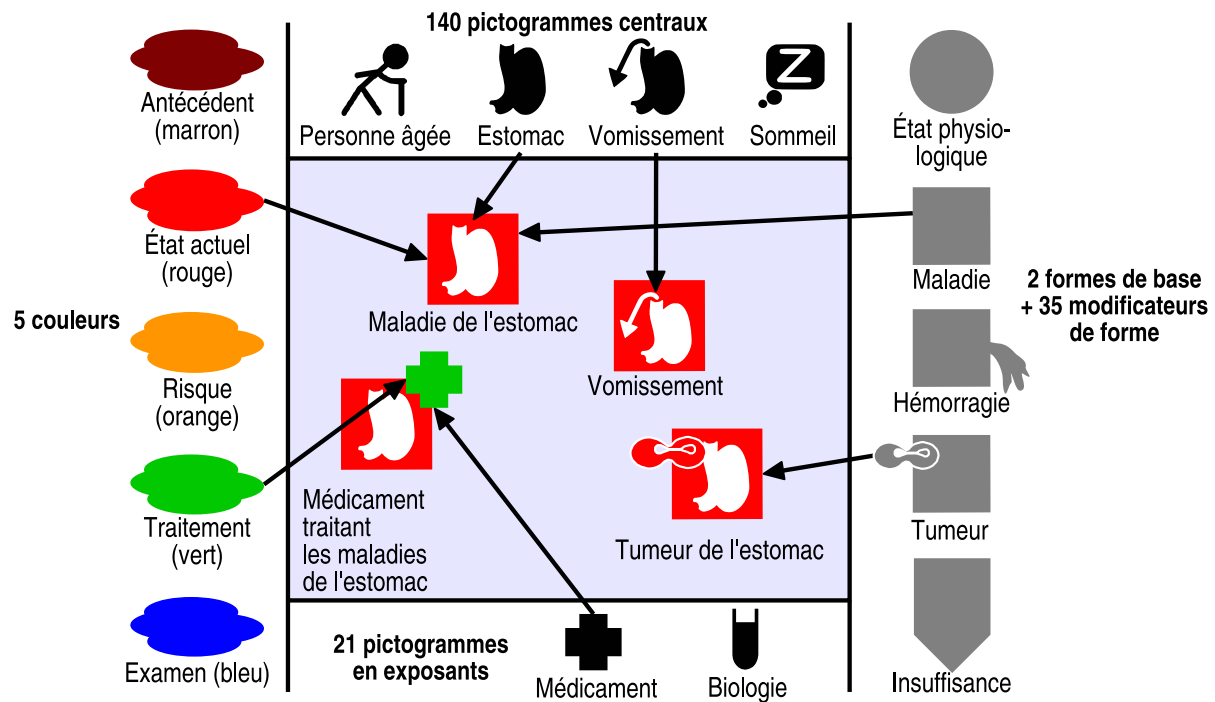 140 pictogrammes centraux
Antécédent
(marron)
Personne âgée
Estomac
Vomissement
Sommeil
État physio-
logique
État actuel
(rouge)
Maladie de l'estomac
Maladie
5 couleurs
2 formes de base
+ 35 modificateurs
de forme
Risque
(orange)
Vomissement
Hémorragie
Traitement
(vert)
Médicament
traitant
les maladies
de l'estomac
Tumeur de l'estomac
Tumeur
Examen (bleu)
21 pictogrammes
en exposants
Médicament
Biologie
Insuffisance